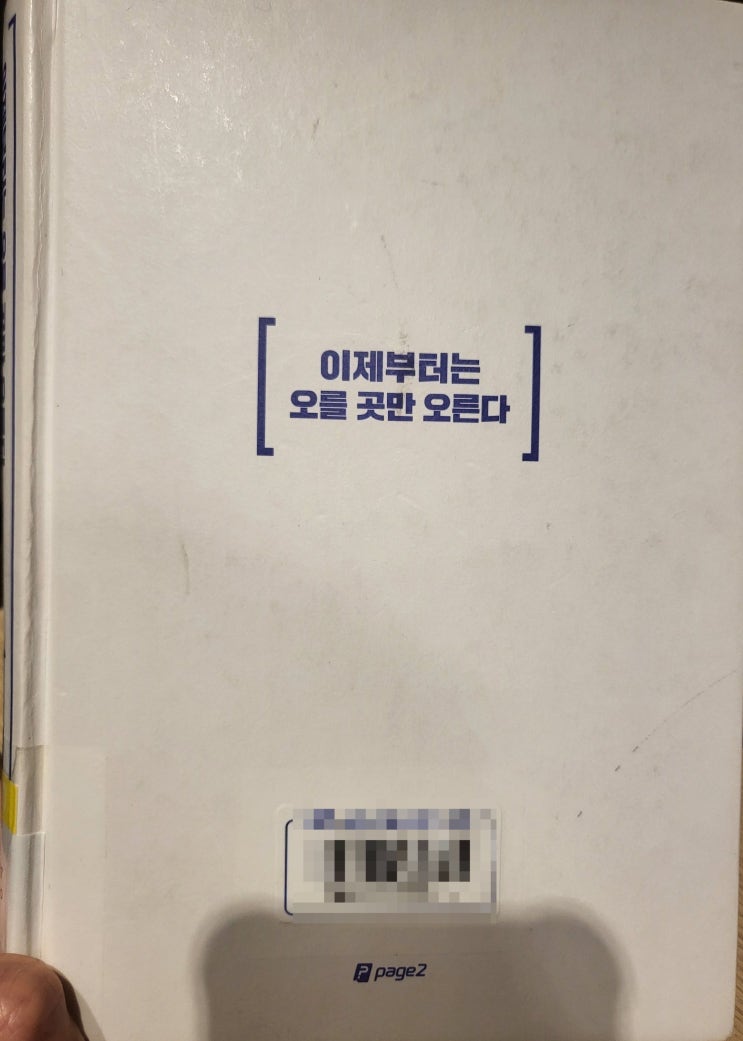 이제부터는
오를 곳만 오른다
page2